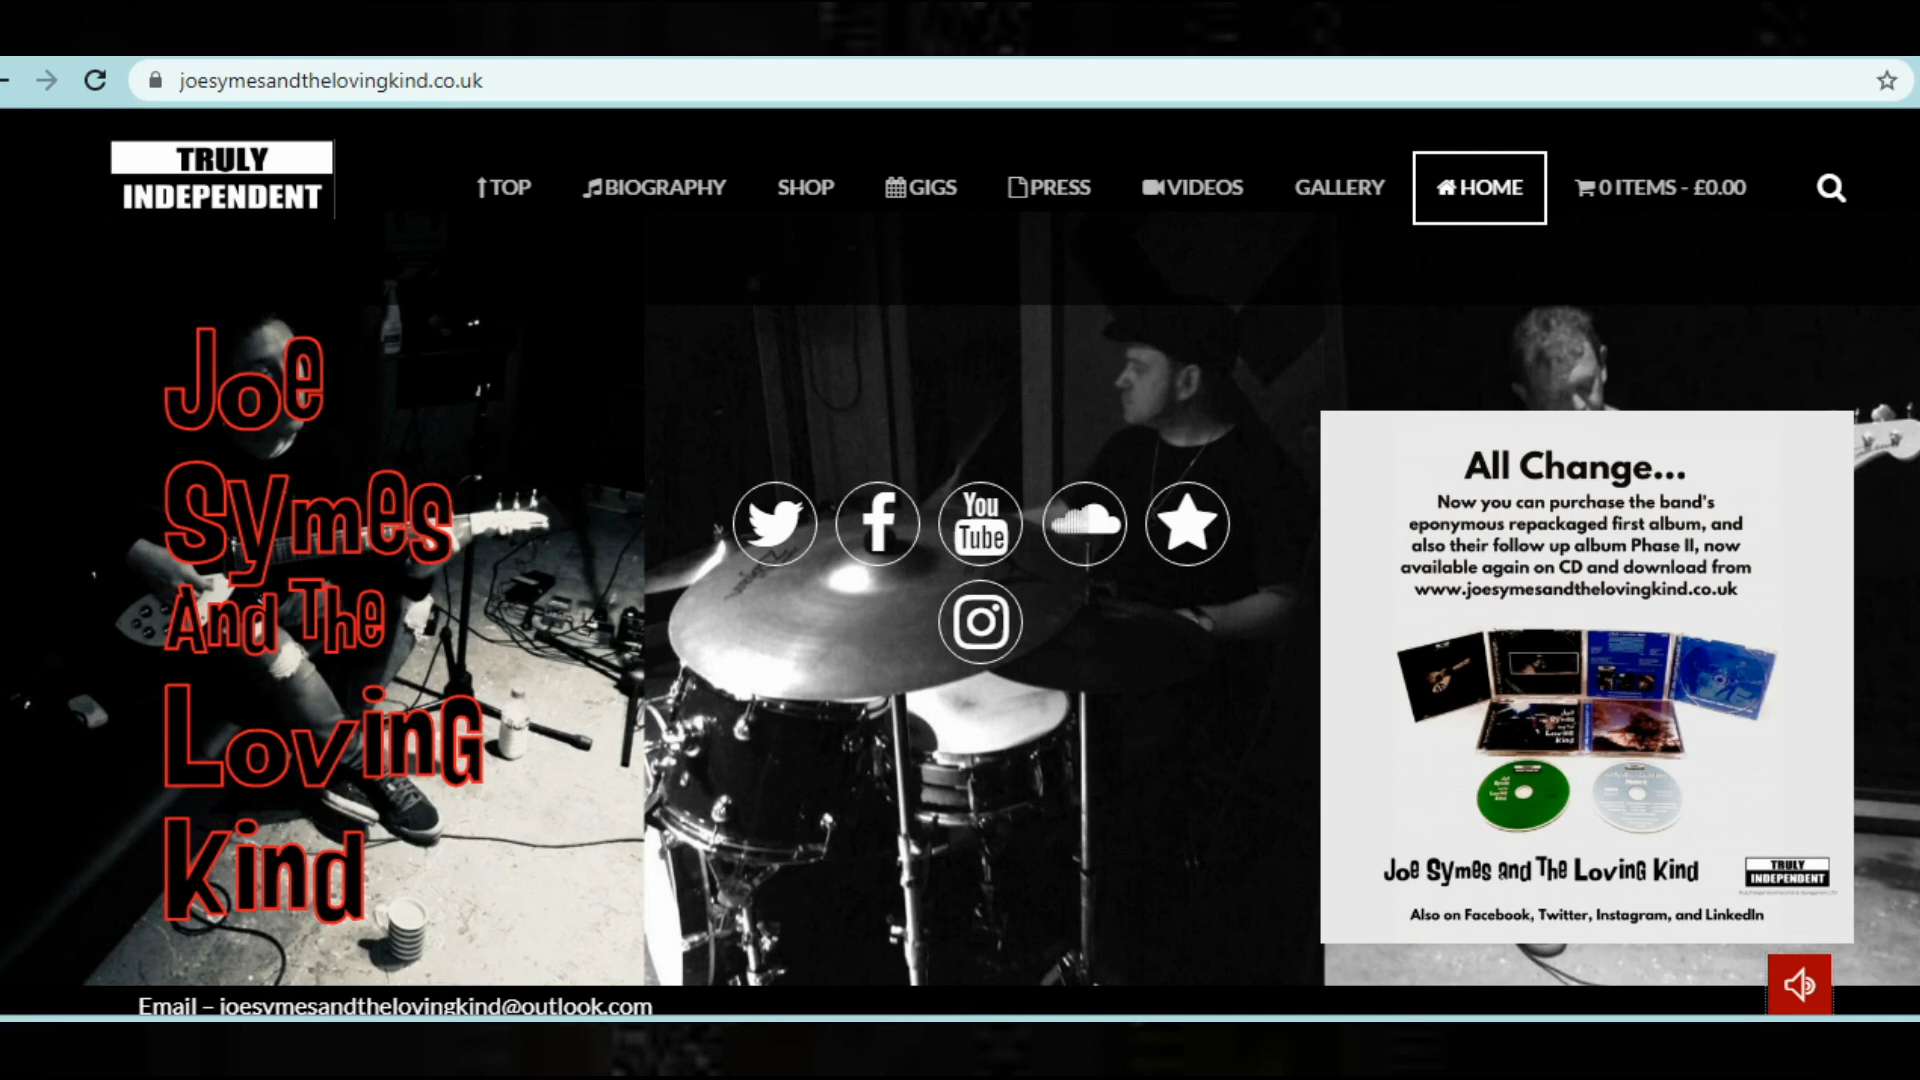 joesymesandthelovingkind.co.uk
TRULY
INDEPENDENT
TOP
BIOGRAPHY
SHOP
GIGS
PRESS
VIDEOS
GALLERY
HOME
0 ITEMS - £0.00
Joe
Symes
And The
Loving
Kind
You
Tube
All Change...
Now you can purchase the band's
eponymous repackaged first album, and
also their follow up album Phase II, now
available again on CD and download from
www.joesymesandthelovingkind.co.uk
Joe Symes and The Loving Kind
TRULY
INDEPENDENT
Also on Facebook, Twitter, Instagram, and LinkedIn
Email – joesymesandthelovingkind@outlook.com